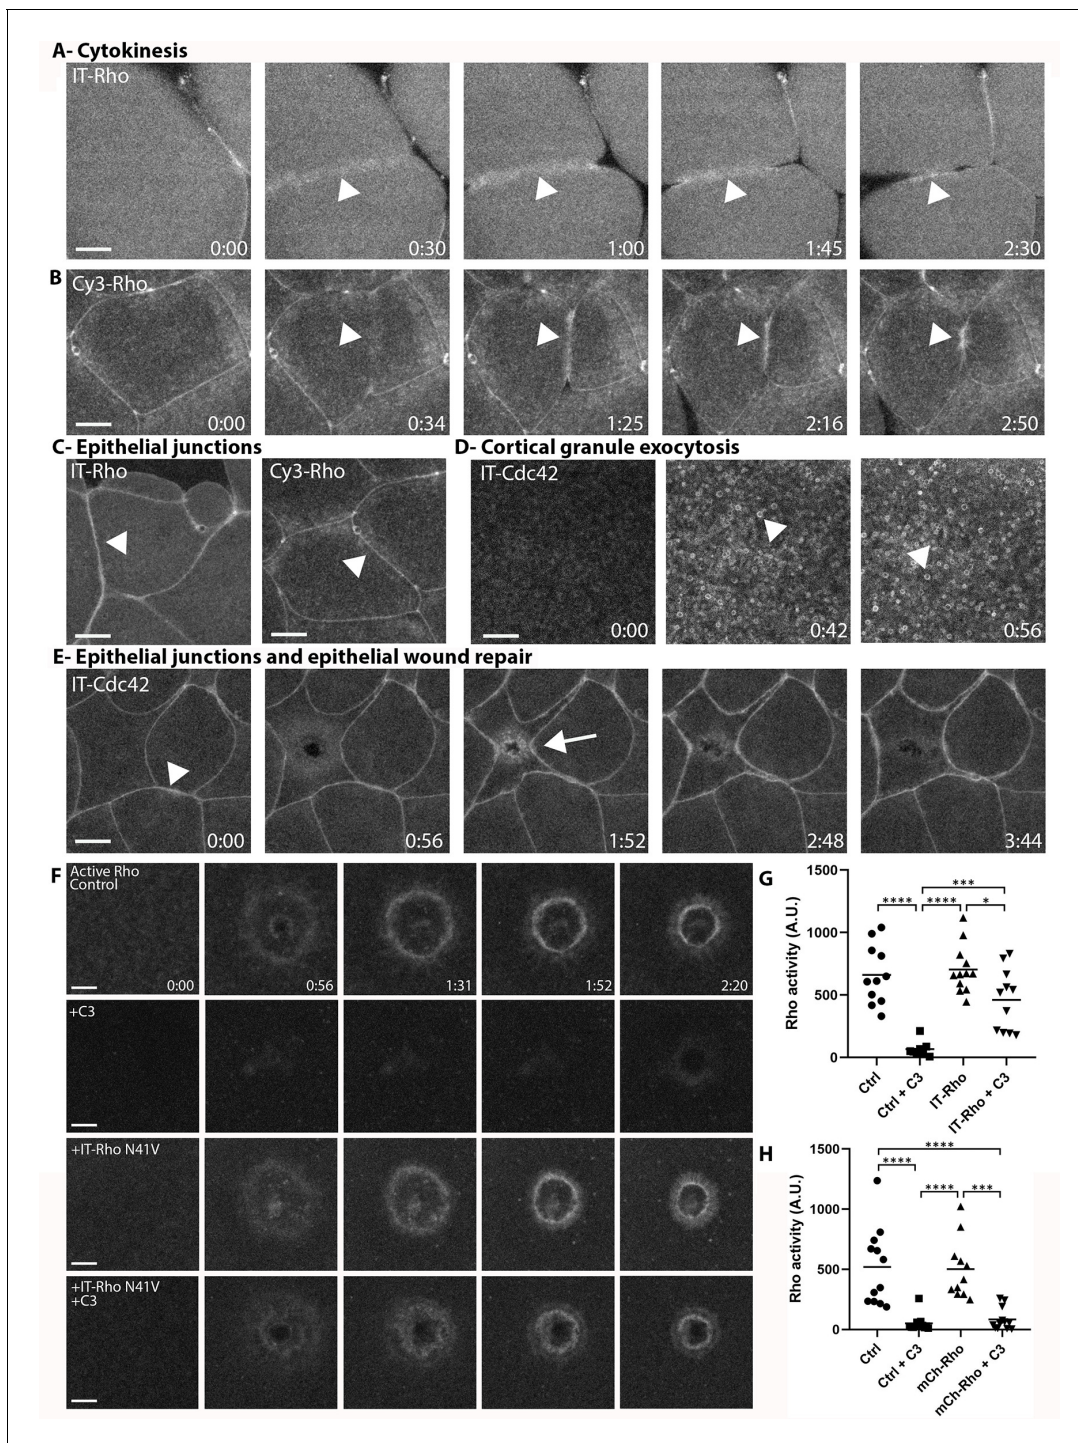 A- Cytokinesis
IT-Rho
0:00
0:30
1:00
1:45
2:30
B
Cy3-Rho
0:00
0:34
1:25
2:16
2:50
C- Epithelial junctions
IT-Rho
Cy3-Rho
D- Cortical granule exocytosis
IT-Cdc42
0:00
0:42
0:56
E- Epithelial junctions and epithelial wound repair
IT-Cdc42
0:00
0:56
1:52
2:48
3:44
F
Active Rho
Control
0:00
0:56
1:31
1:52
2:20
+C3
+IT-Rho N41V
+IT-Rho N41V
+C3
G
Rho activity (A.U.)
1500
1000
500
0
***
**** **** *
Ctrl
Ctrl + C3
IT-Rho
IT-Rho + C3
H
Rho activity (A.U.)
1500
1000
500
0
****
****
**** ***
Ctrl
Ctrl + C3
mCh-Rho
mCh-Rho + C3